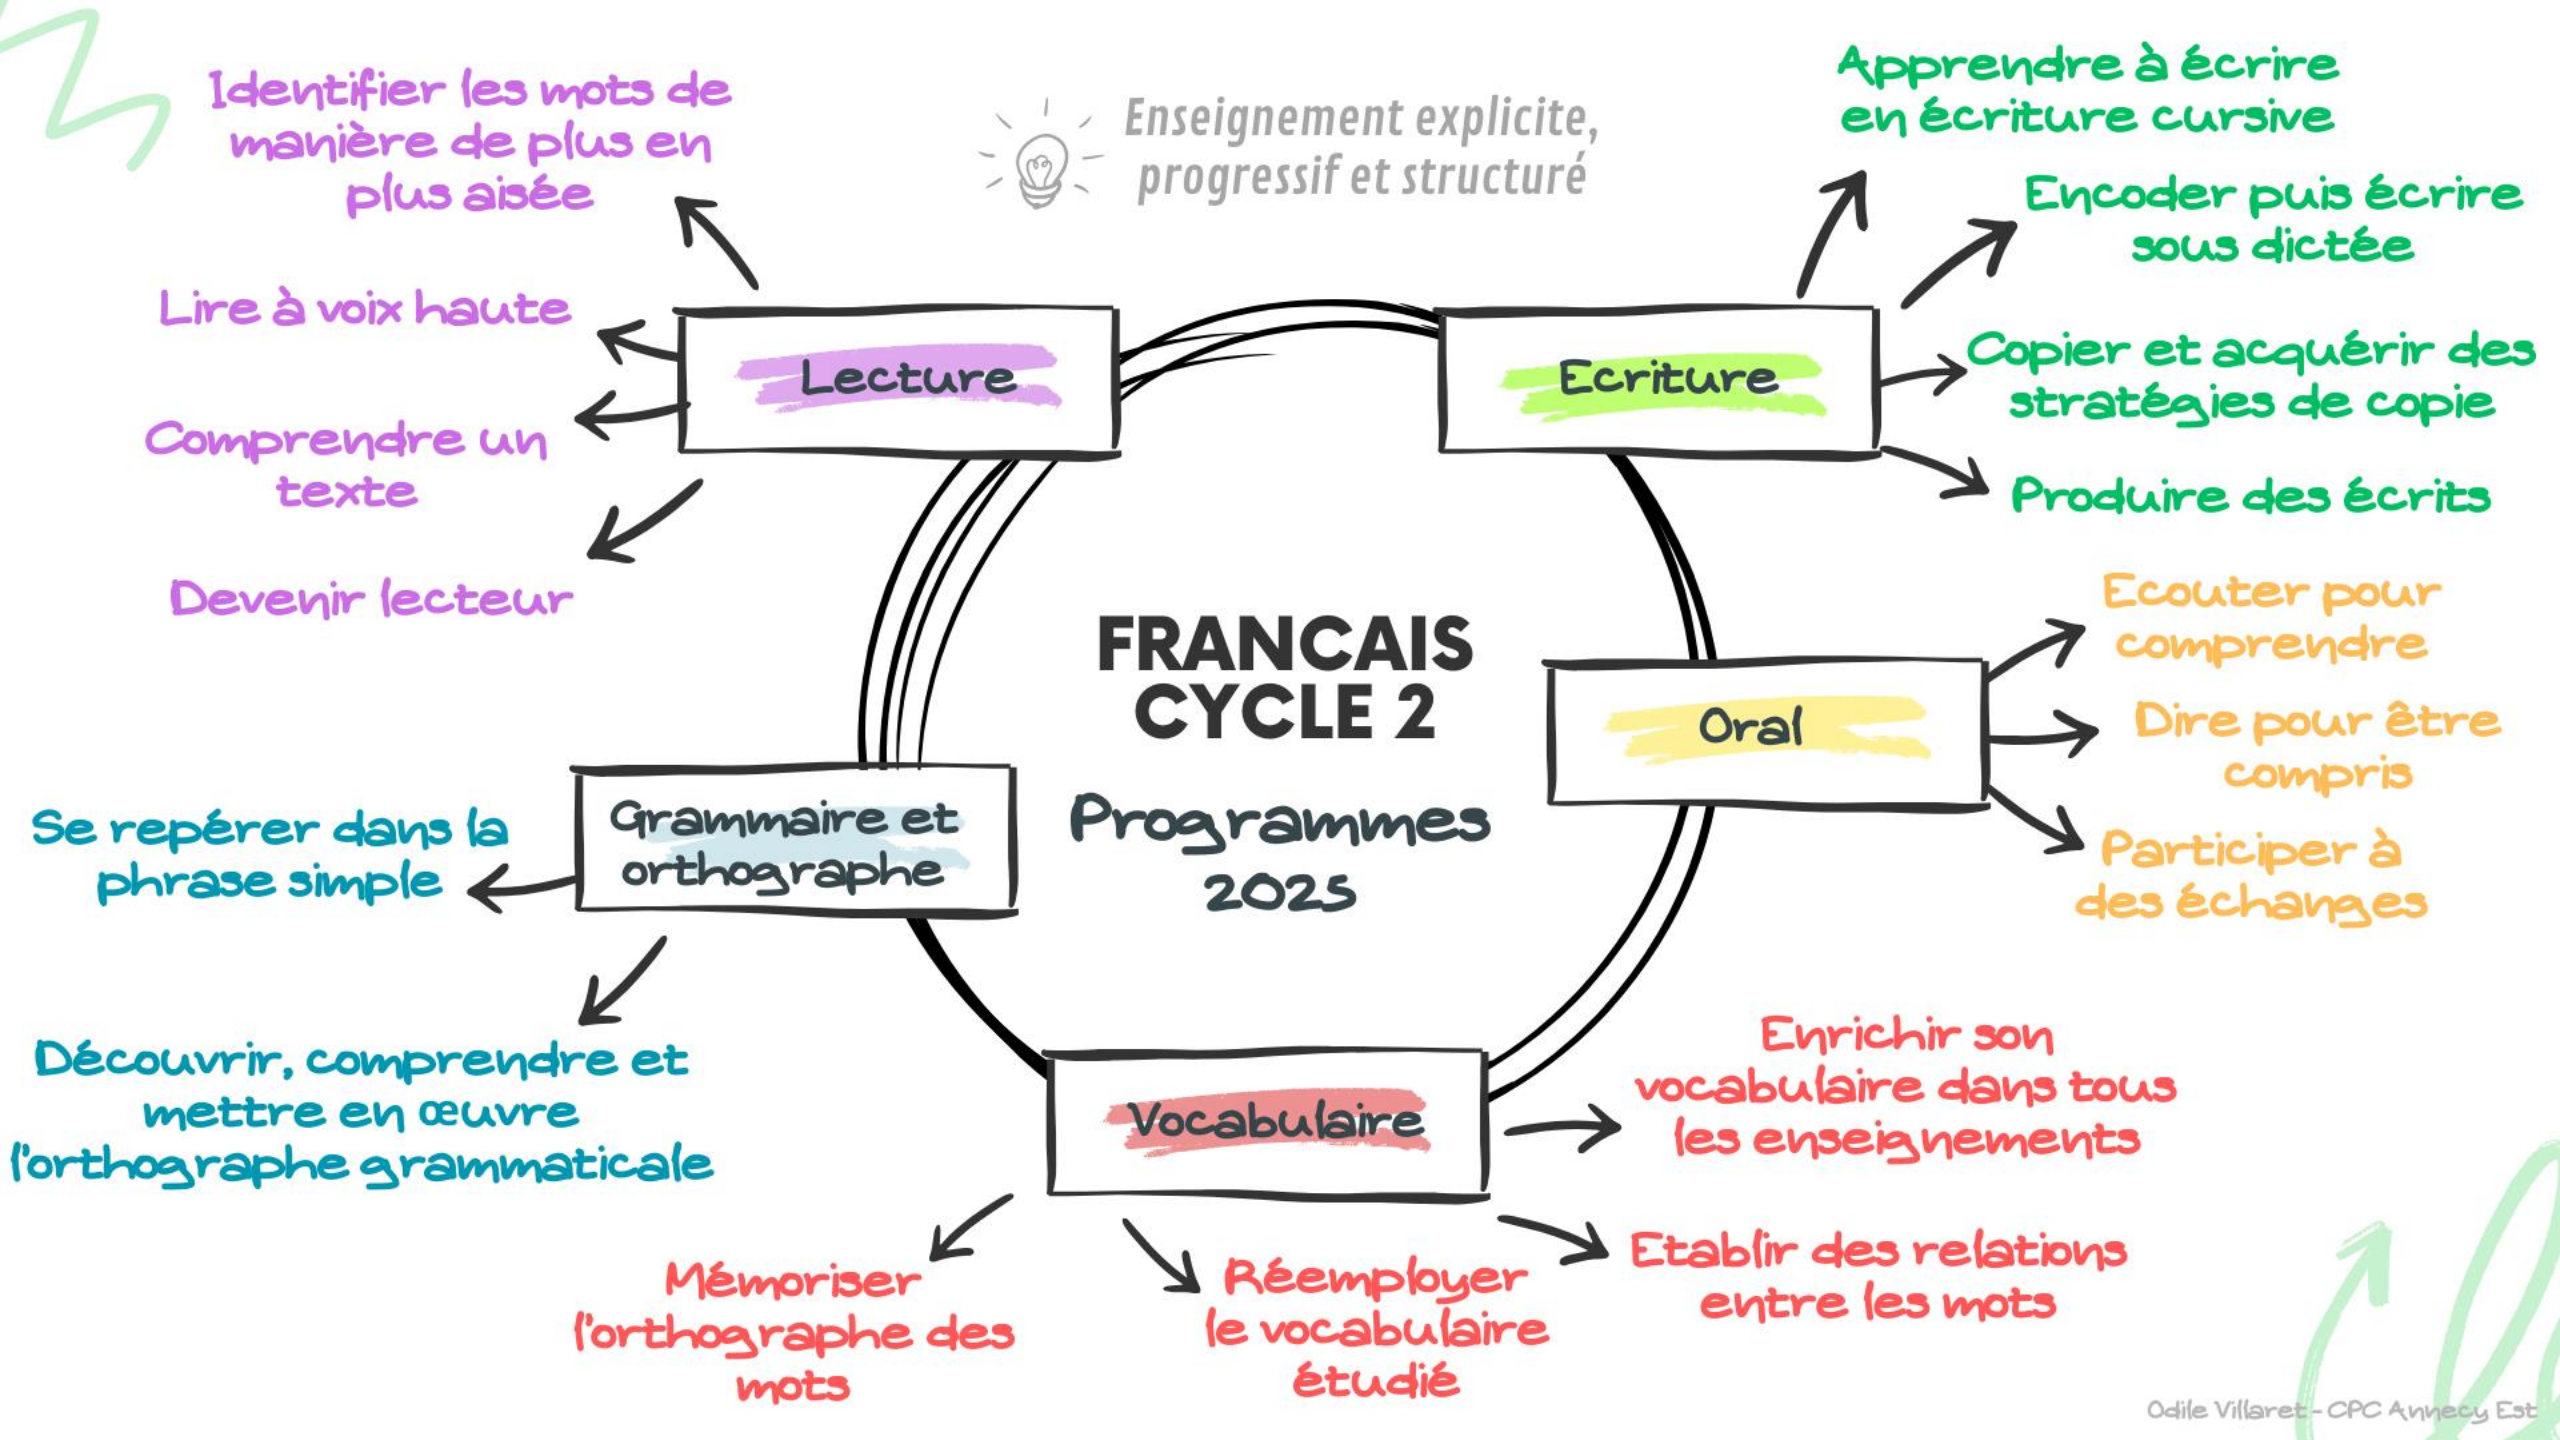 Enseignement explicite,
progressif et structuré
FRANCAIS
CYCLE 2
Programmes
2025
Lecture
Identifier les mots de
manière de plus en
plus aisée
Lire à voix haute
Comprendre un
texte
Devenir lecteur
Ecriture
Apprendre à écrire
en écriture cursive
Encoder puis écrire
sous dictée
Copier et acquérir des
stratégies de copie
Produire des écrits
Oral
Ecouter pour
comprendre
Dire pour être
compris
Participer à
des échanges
Grammaire et
orthographe
Se repérer dans la
phrase simple
Découvrir, comprendre et
mettre en œuvre
l'orthographe grammaticale
Vocabulaire
Enrichir son
vocabulaire dans tous
les enseignements
Etablir des relations
entre les mots
Réemployer
le vocabulaire
étudié
Mémoriser
l'orthographe des
mots
Odile Villaret - CPC Annecy Est